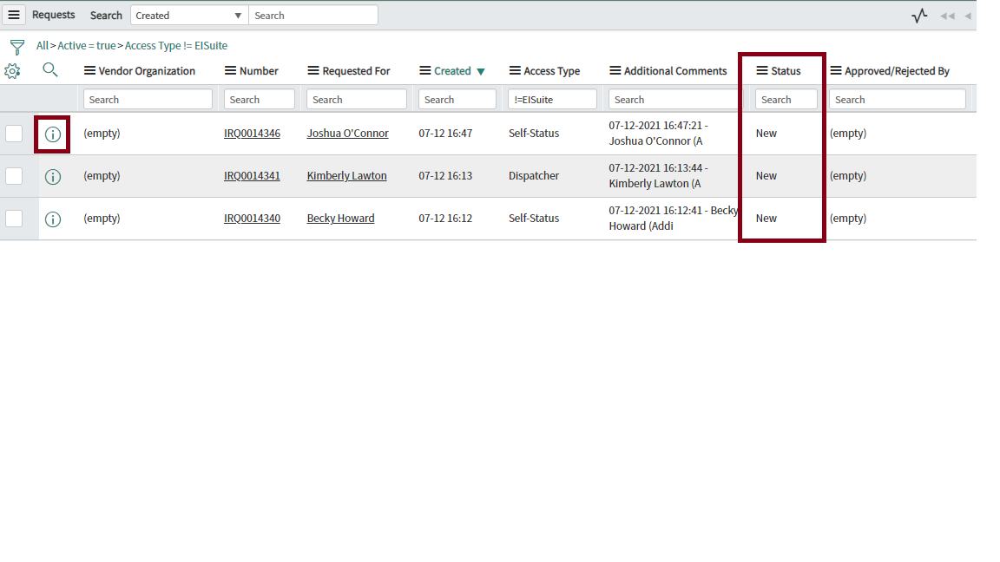 Requests Search Created Search
All > Active = true > Access Type != EISuite
Vendor Organization Number Requested For Created Access Type Additional Comments Status Approved/Rejected By
Search Search Search Search !=EISuite Search Search Search
(empty) IRQ0014346 Joshua O'Connor 07-12 16:47 Self-Status 07-12-2021 16:47:21 - New (empty)
Joshua O'Connor (A
(empty) IRQ0014341 Kimberly Lawton 07-12 16:13 Dispatcher 07-12-2021 16:13:44 - New (empty)
Kimberly Lawton (A
(empty) IRQ0014340 Becky Howard 07-12 16:12 Self-Status 07-12-2021 16:12:41 - Becky New (empty)
Howard (Addi